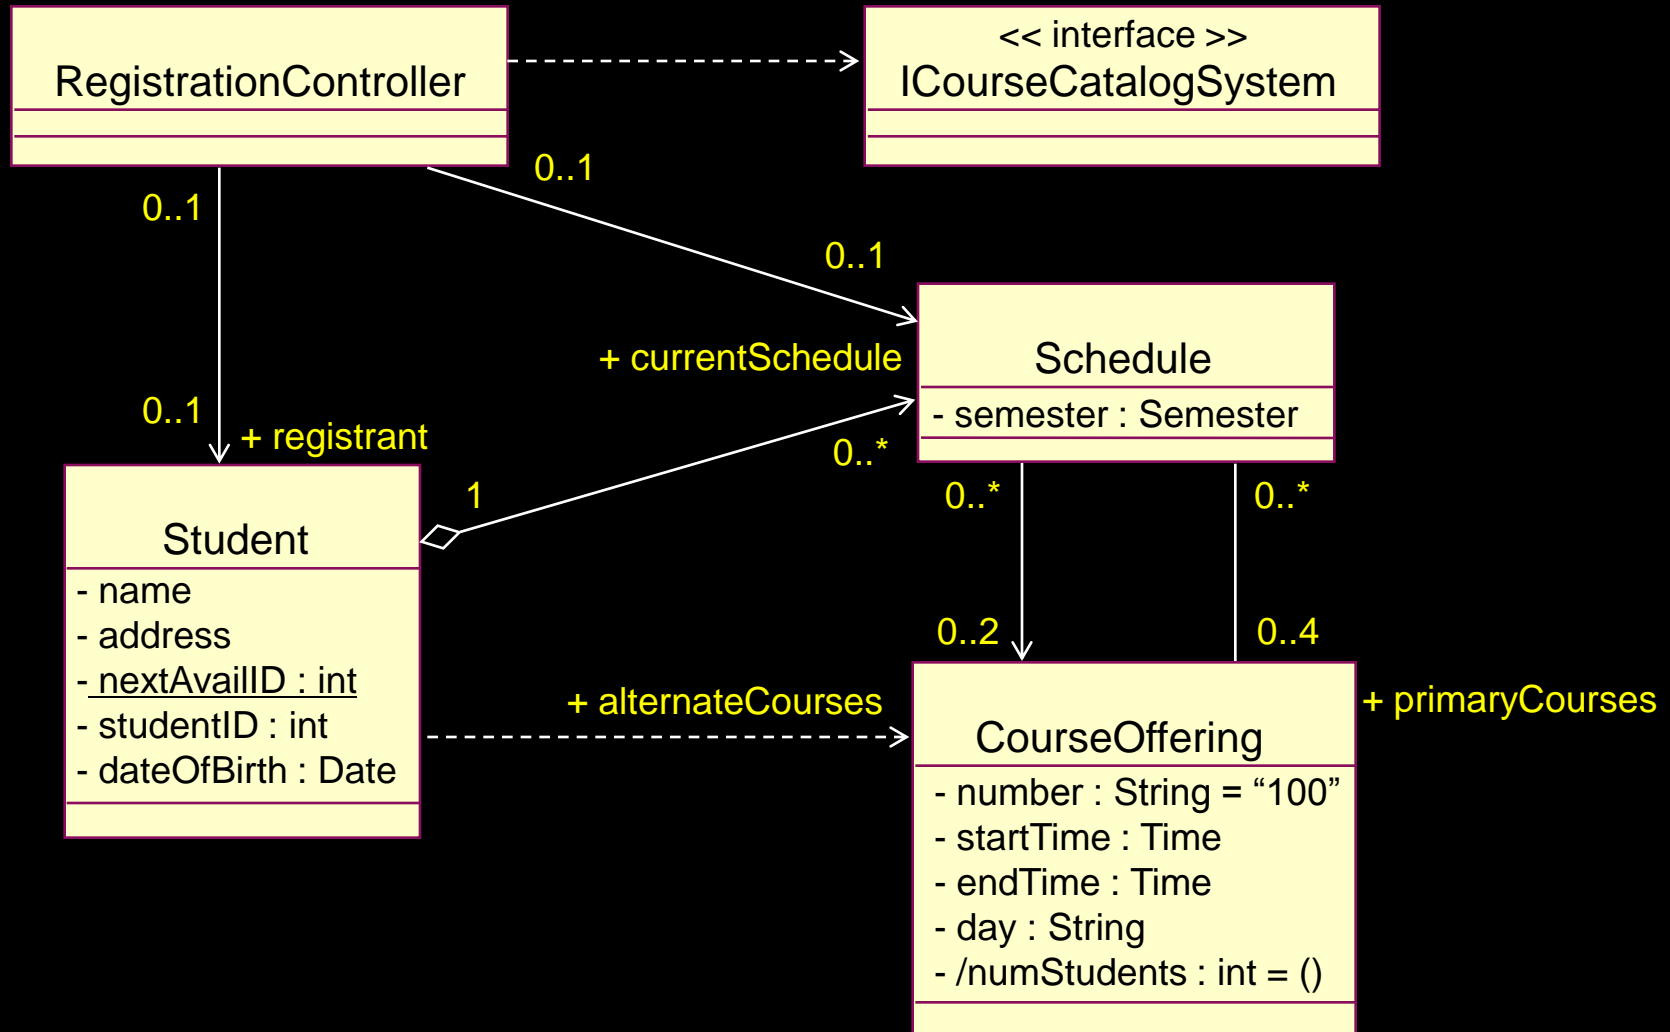 RegistrationController
<< interface >>
ICourseCatalogSystem
0..1
0..1
0..1
0..1
+ currentSchedule
Schedule
- semester : Semester
0..1
+ registrant
0..*
1
0..*
0..*
Student
- name
- address
- nextAvailID : int
- studentID : int
- dateOfBirth : Date
0..2
0..4
+ alternateCourses
+ primaryCourses
CourseOffering
- number : String = “100”
- startTime : Time
- endTime : Time
- day : String
- /numStudents : int = ()